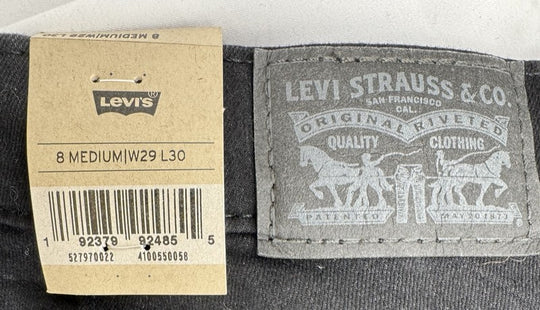 8 MEDIUM|W29 L30
LEVI'S®
8 MEDIUM|W29 L30
1 92379 92485 5
527970022 4100550058
LEVI STRAUSS & CO.
SAN FRANCISCO
CAL.
ORIGINAL RIVETED
QUALITY CLOTHING
PATENTED MAY 20 1873